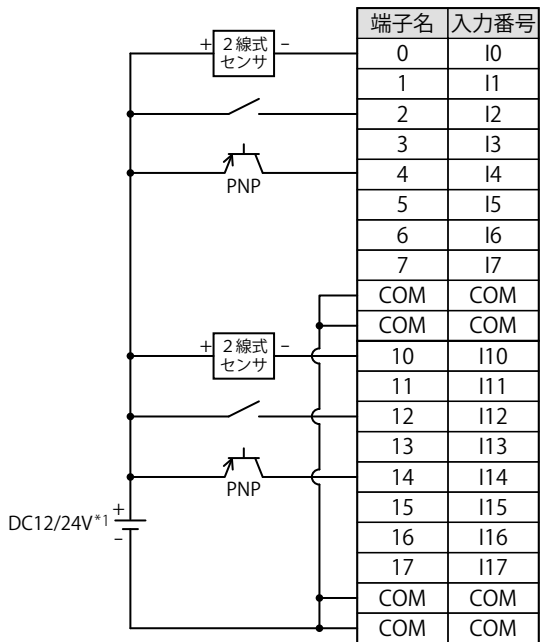 端子名 入力番号
+ 2線式センサ − 0 I0
1 I1
2 I2
3 I3
PNP 4 I4
5 I5
6 I6
7 I7
COM COM
COM COM
+ 2線式センサ − 10 I10
11 I11
12 I12
13 I13
PNP 14 I14
DC12/24V*1 + − 15 I15
16 I16
17 I17
COM COM
COM COM